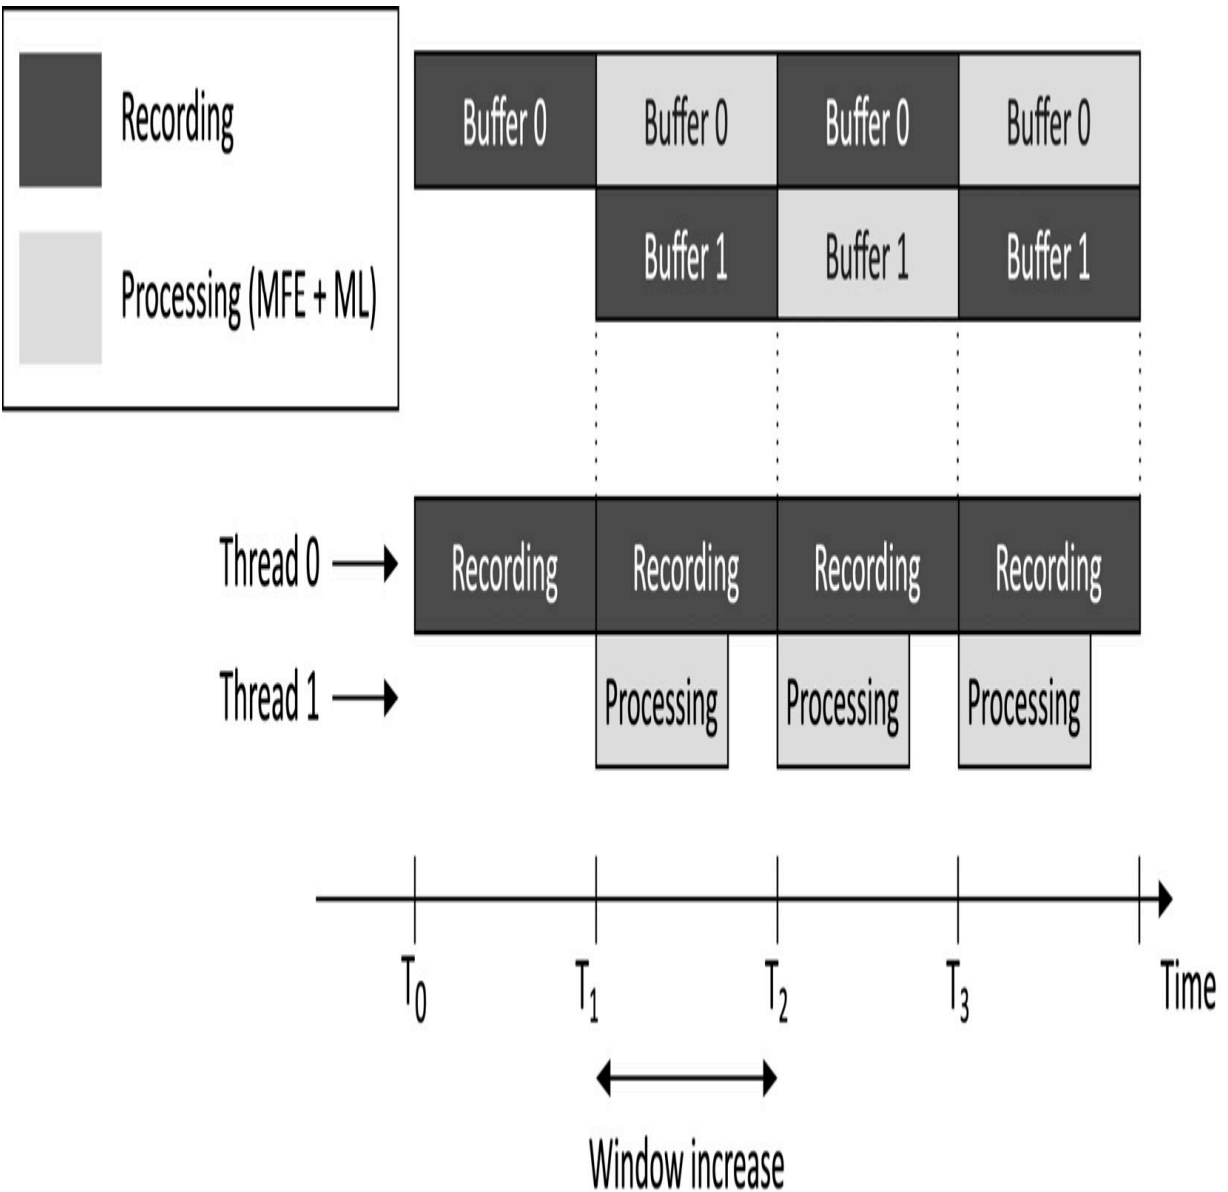 Recording
Processing (MFE + ML)
Buffer 0 Buffer 0 Buffer 0 Buffer 0
Buffer 1 Buffer 1 Buffer 1
Thread 0 Recording Recording Recording Recording
Thread 1 Processing Processing Processing
T0 T1 T2 T3 Time
Window increase